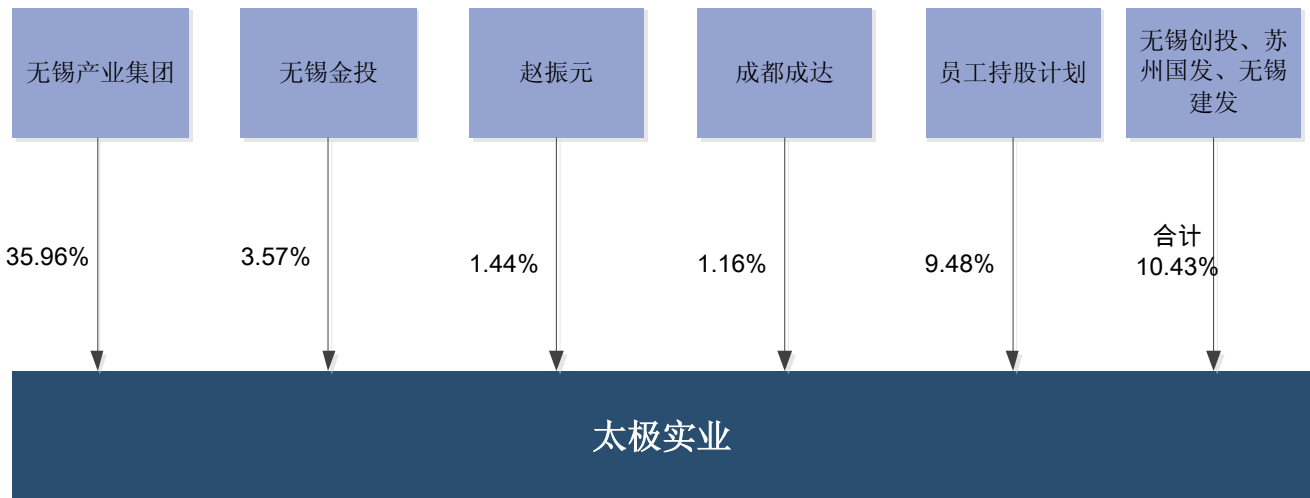 无锡产业集团
无锡金投
赵振元
成都成达
员工持股计划
无锡创投、苏
州国发、无锡
建发
35.96%
3.57%
1.44%
1.16%
9.48%
合计
10.43%
太极实业